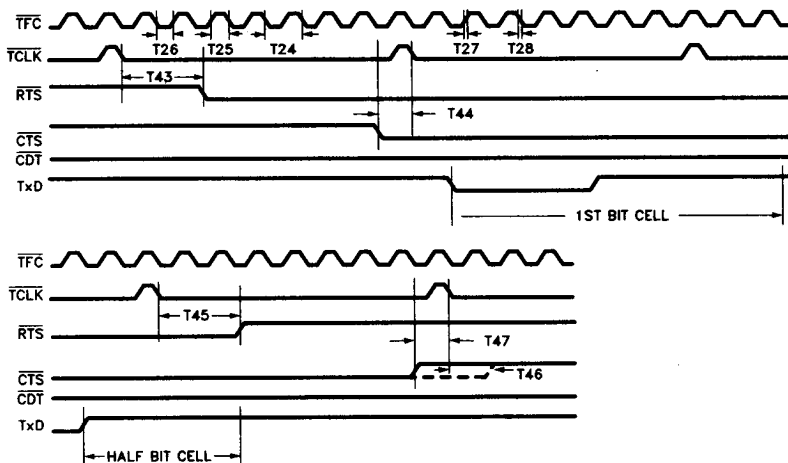 TFC
T26 T25 T24 T27 T28
TCLK
T43
RTS
T44
CTS
CDT
TxD
1ST BIT CELL
TFC
TCLK
T45
RTS
T47
CTS
T46
CDT
TxD
HALF BIT CELL